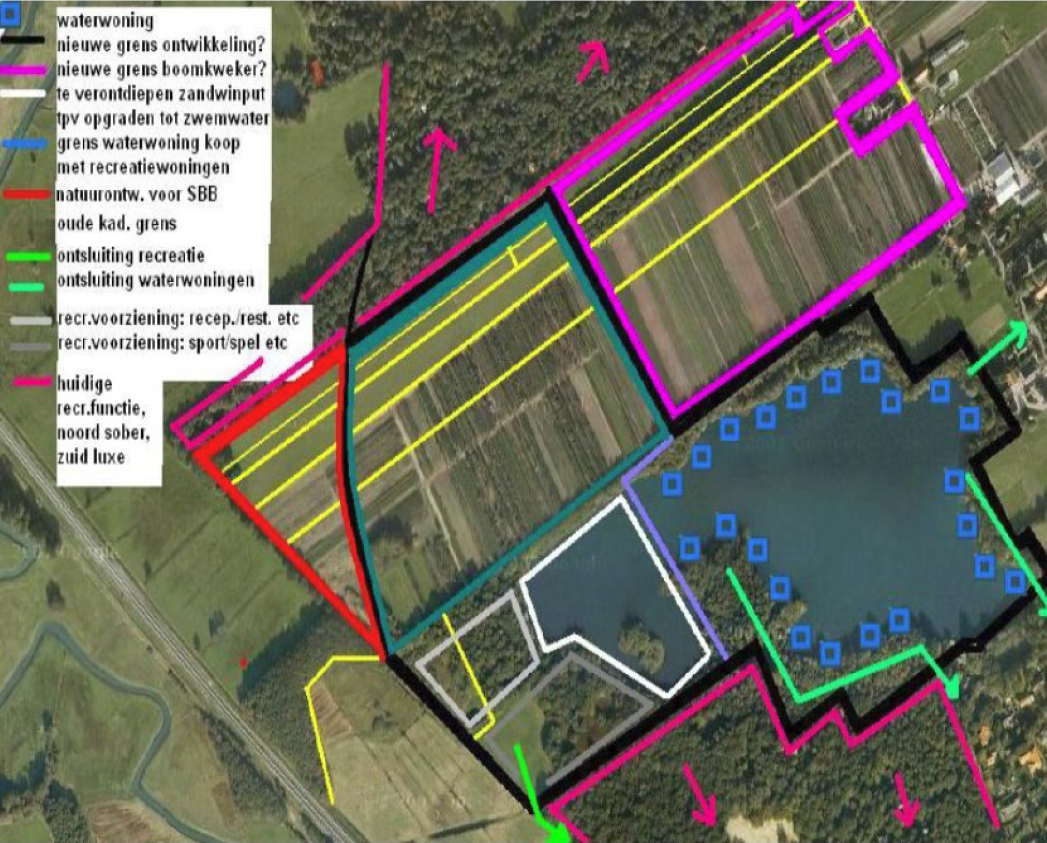 waterwoning
nieuwe grens ontwikkeling?
nieuwe grens boomkweker?
te verontdiepen zandwinput
tpv opgraden tot zwemwater
grens waterwoning koop
met recreatiewoningen
natuurontw. voor SBB
oude kad. grens
ontsluiting recreatie
ontsluiting waterwoningen
recr.voorziening: recep./rest. etc
recr.voorziening: sport/spel etc
huidige
recr.functie,
noord sober,
zuid luxe